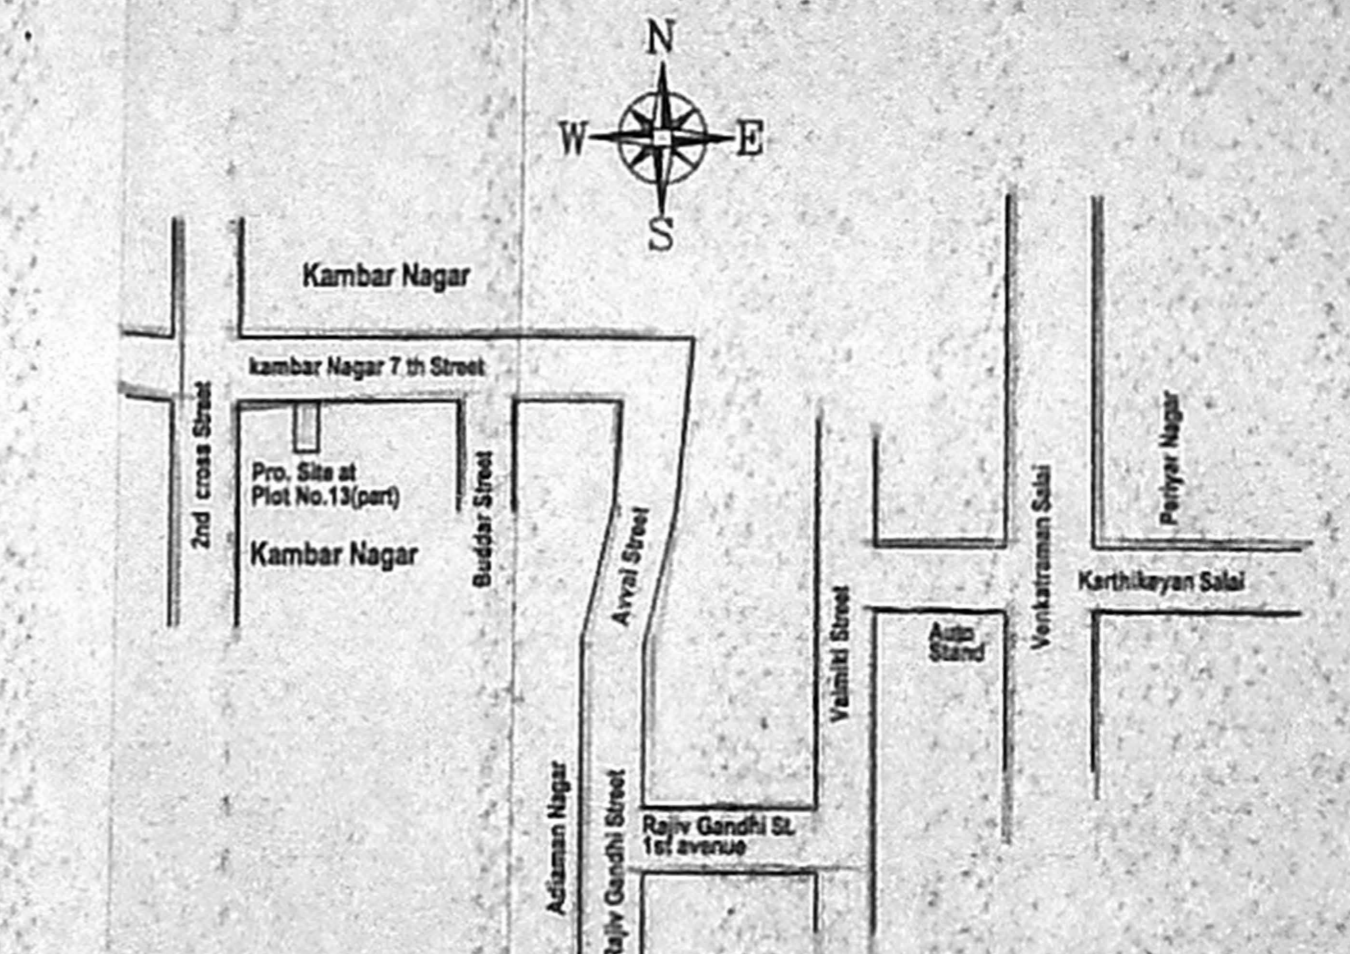 N
W E
S
Kambar Nagar
kambar Nagar 7 th Street
2nd cross Street
Pro. Site at
Plot No.13(part)
Kambar Nagar
Buddar Street
Avvai Street
Adiaman Nagar
Rajiv Gandhi Street
Rajiv Gandhi St.
1st avenue
Valmiki Street
Auto
Stand
Venkatraman Salai
Karthikeyan Salai
Periyar Nagar